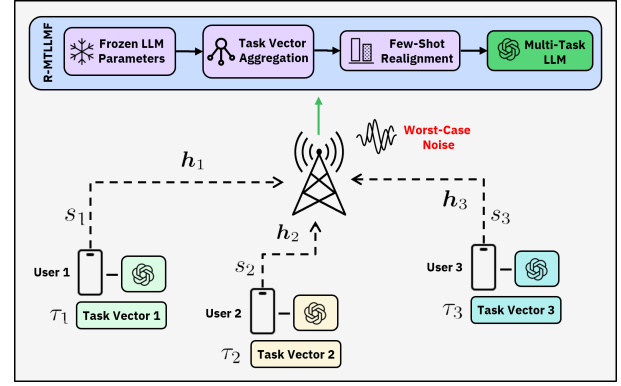 R-MTLLMF
Frozen LLM
Parameters
Task Vector
Aggregation
Few-Shot
Realignment
Multi-Task
LLM
Worst-Case
Noise
h₁
h₂
h₃
s₁
s₂
s₃
User 1
τ₁
Task Vector 1
User 2
τ₂
Task Vector 2
User 3
τ₃
Task Vector 3